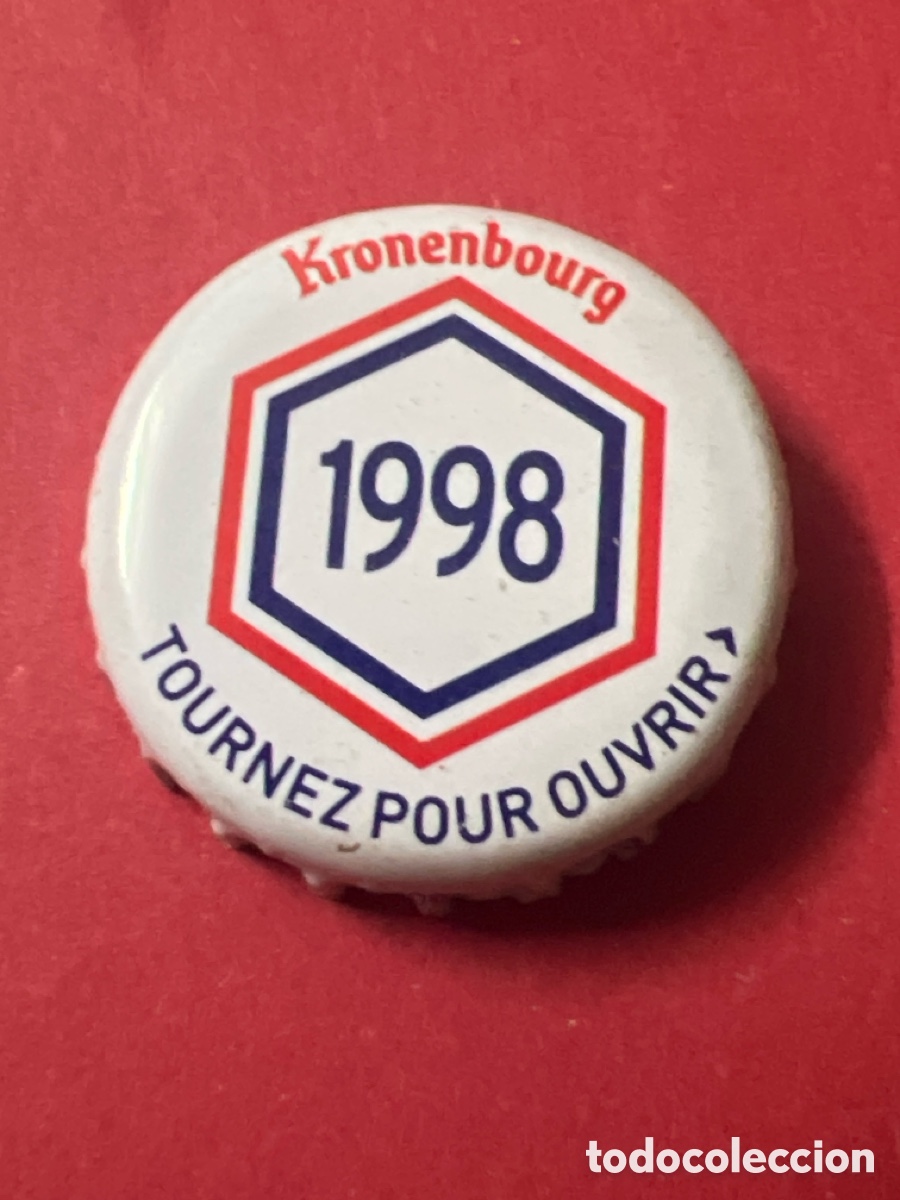 Kronenbourg
1998
TOURNEZ POUR OUVRIR >
todocoleccion